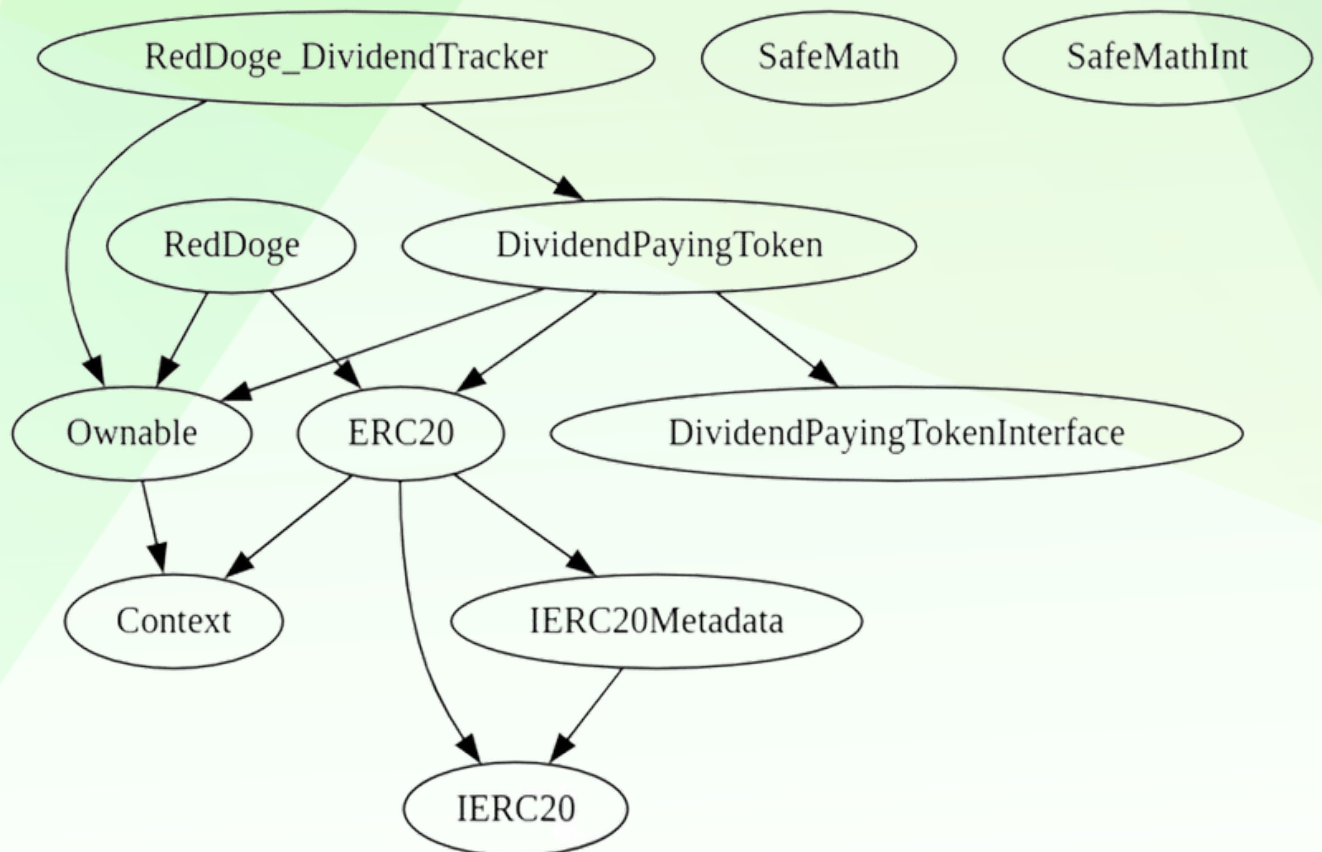 RedDoge_DividendTracker
SafeMath
SafeMathInt
RedDoge
DividendPayingToken
Ownable
ERC20
DividendPayingTokenInterface
Context
IERC20Metadata
IERC20